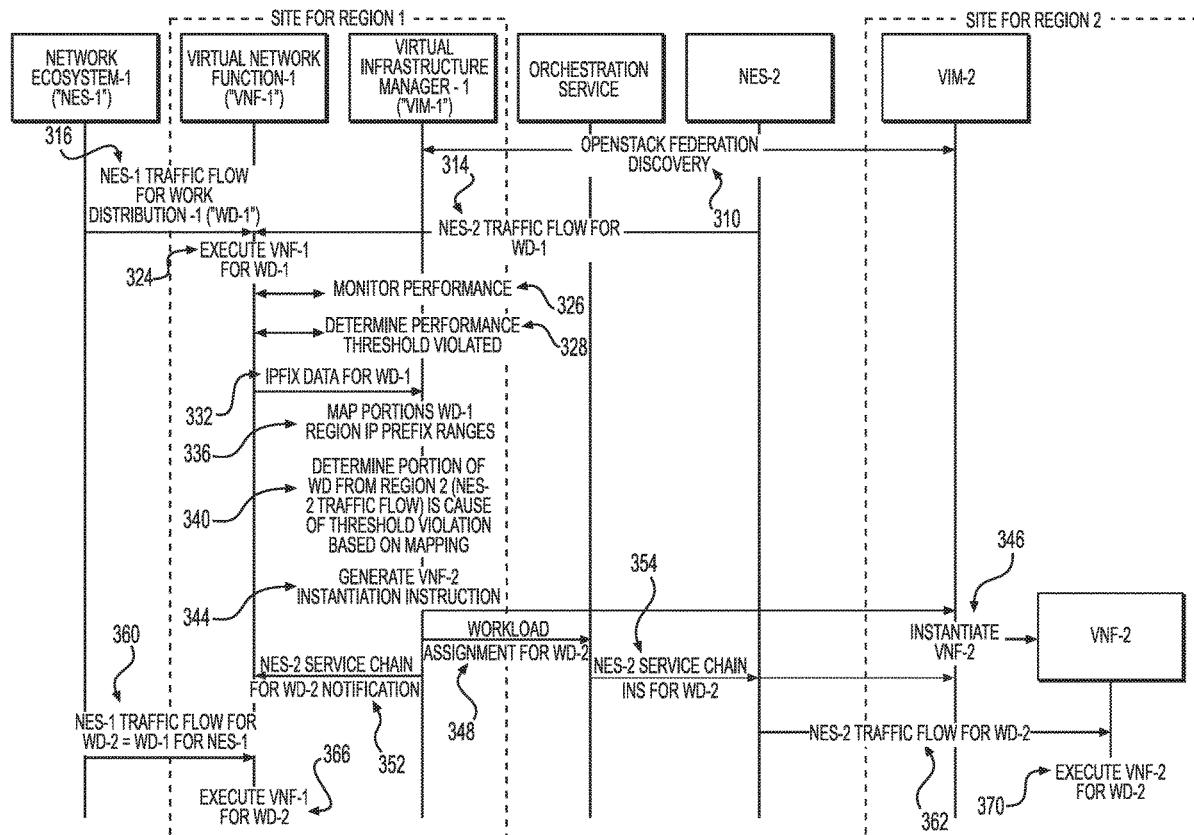 SITE FOR REGION 1
SITE FOR REGION 2
NETWORK
ECOSYSTEM-1
("NES-1")
VIRTUAL NETWORK
FUNCTION-1
("VNF-1")
VIRTUAL
INFRASTRUCTURE
MANAGER - 1
("VIM-1")
ORCHESTRATION
SERVICE
NES-2
VIM-2
316
OPENSTACK FEDERATION
DISCOVERY
310
NES-1 TRAFFIC FLOW
FOR WORK
DISTRIBUTION -1 ("WD-1")
314
NES-2 TRAFFIC FLOW FOR
WD-1
324
EXECUTE VNF-1
FOR WD-1
MONITOR PERFORMANCE
326
DETERMINE PERFORMANCE
THRESHOLD VIOLATED
328
IPFIX DATA FOR WD-1
332
MAP PORTIONS WD-1
REGION IP PREFIX RANGES
336
DETERMINE PORTION OF
WD FROM REGION 2 (NES-
2 TRAFFIC FLOW) IS CAUSE
OF THRESHOLD VIOLATION
BASED ON MAPPING
340
GENERATE VNF-2
INSTANTIATION INSTRUCTION
344
354
346
INSTANTIATE
VNF-2
VNF-2
WORKLOAD
ASSIGNMENT FOR WD-2
348
360
NES-2 SERVICE CHAIN
FOR WD-2 NOTIFICATION
352
NES-2 SERVICE CHAIN
INS FOR WD-2
NES-1 TRAFFIC FLOW FOR
WD-2 = WD-1 FOR NES-1
NES-2 TRAFFIC FLOW FOR WD-2
362
366
EXECUTE VNF-1
FOR WD-2
370
EXECUTE VNF-2
FOR WD-2